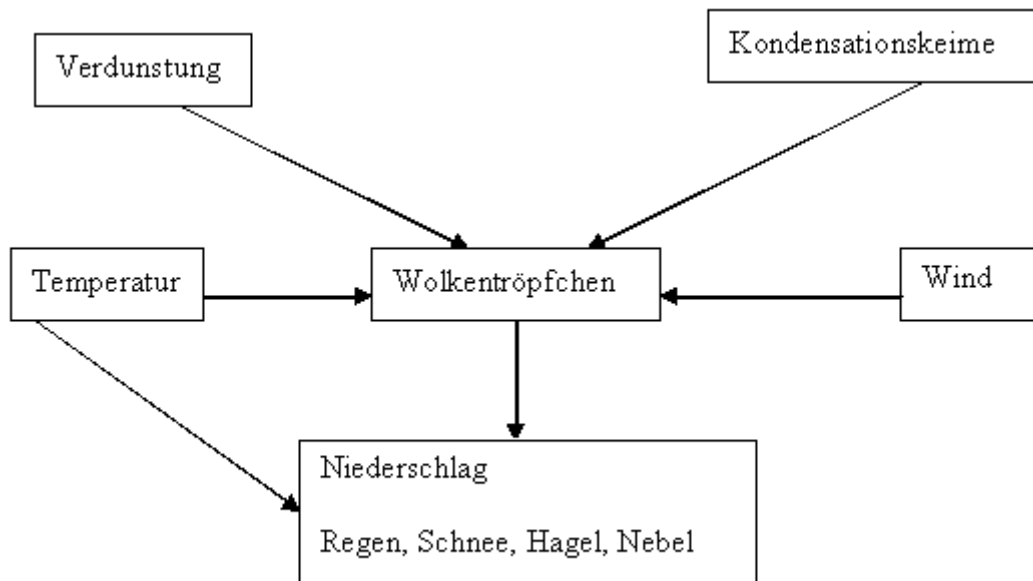 Verdunstung
Kondensationskeime
Temperatur
Wolkentröpfchen
Wind
Niederschlag
Regen, Schnee, Hagel, Nebel